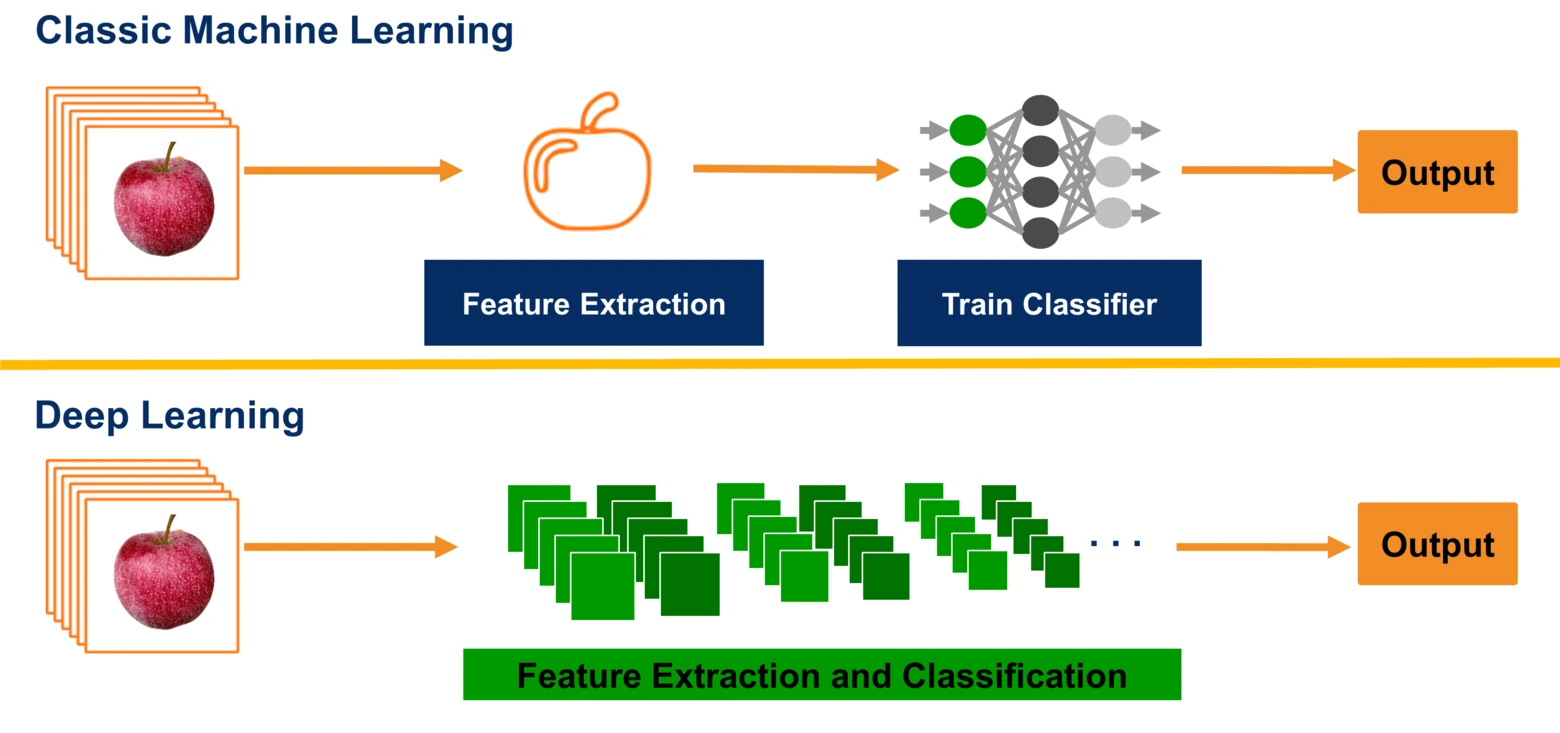 Classic Machine Learning
Output
Feature Extraction
Train Classifier
Deep Learning
...
Output
Feature Extraction and Classification